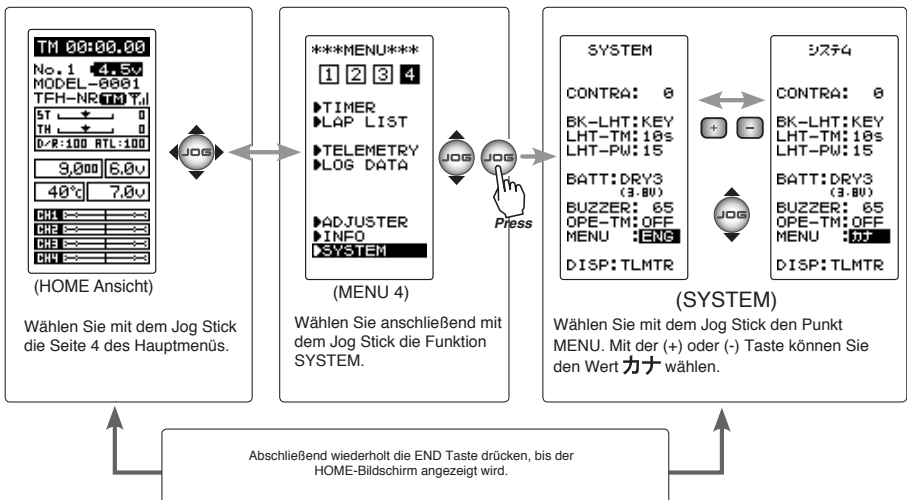 TM 00:00.00
No.1 4.5v
MODEL-0001
TFH-NR TM
ST 0
TH 0
D/R:100 ATL:100
9,000 6.0v
40℃ 7.0v
CH1
CH2
CH3
CH4
(HOME Ansicht)
Wählen Sie mit dem Jog Stick
die Seite 4 des Hauptmenüs.
JOG
***MENU***
1 2 3 4
TIMER
LAP LIST
TELEMETRY
LOG DATA
ADJUSTER
INFO
SYSTEM
(MENU 4)
Wählen Sie anschließend mit
dem Jog Stick die Funktion
SYSTEM.
JOG JOG
Press
SYSTEM
CONTRA: 0
BK-LHT:KEY
LHT-TM:10s
LHT-PW:15
BATT:DRY3
(3.8V)
BUZZER: 65
OPE-TM:OFF
MENU :ENG
DISP:TLMTR
+ -
JOG
システム
CONTRA: 0
BK-LHT:KEY
LHT-TM:10s
LHT-PW:15
BATT:DRY3
(3.8V)
BUZZER: 65
OPE-TM:OFF
MENU :カナ
DISP:TLMTR
(SYSTEM)
Wählen Sie mit dem Jog Stick den Punkt
MENU. Mit der (+) oder (-) Taste können Sie
den Wert カナ wählen.
Abschließend wiederholt die END Taste drücken, bis der
HOME-Bildschirm angezeigt wird.